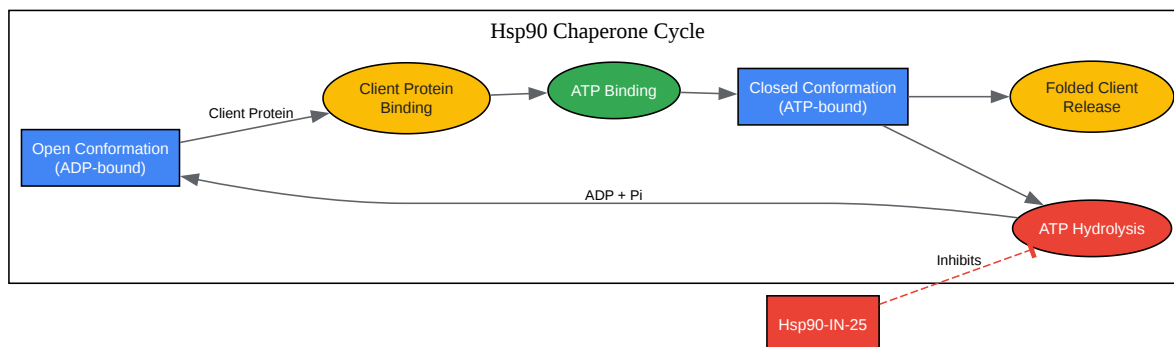 Hsp90 Chaperone Cycle
Open Conformation
(ADP-bound)
Client Protein
Client Protein
Binding
ATP Binding
Closed Conformation
(ATP-bound)
Folded Client
Release
ADP + Pi
ATP Hydrolysis
Inhibits
Hsp90-IN-25